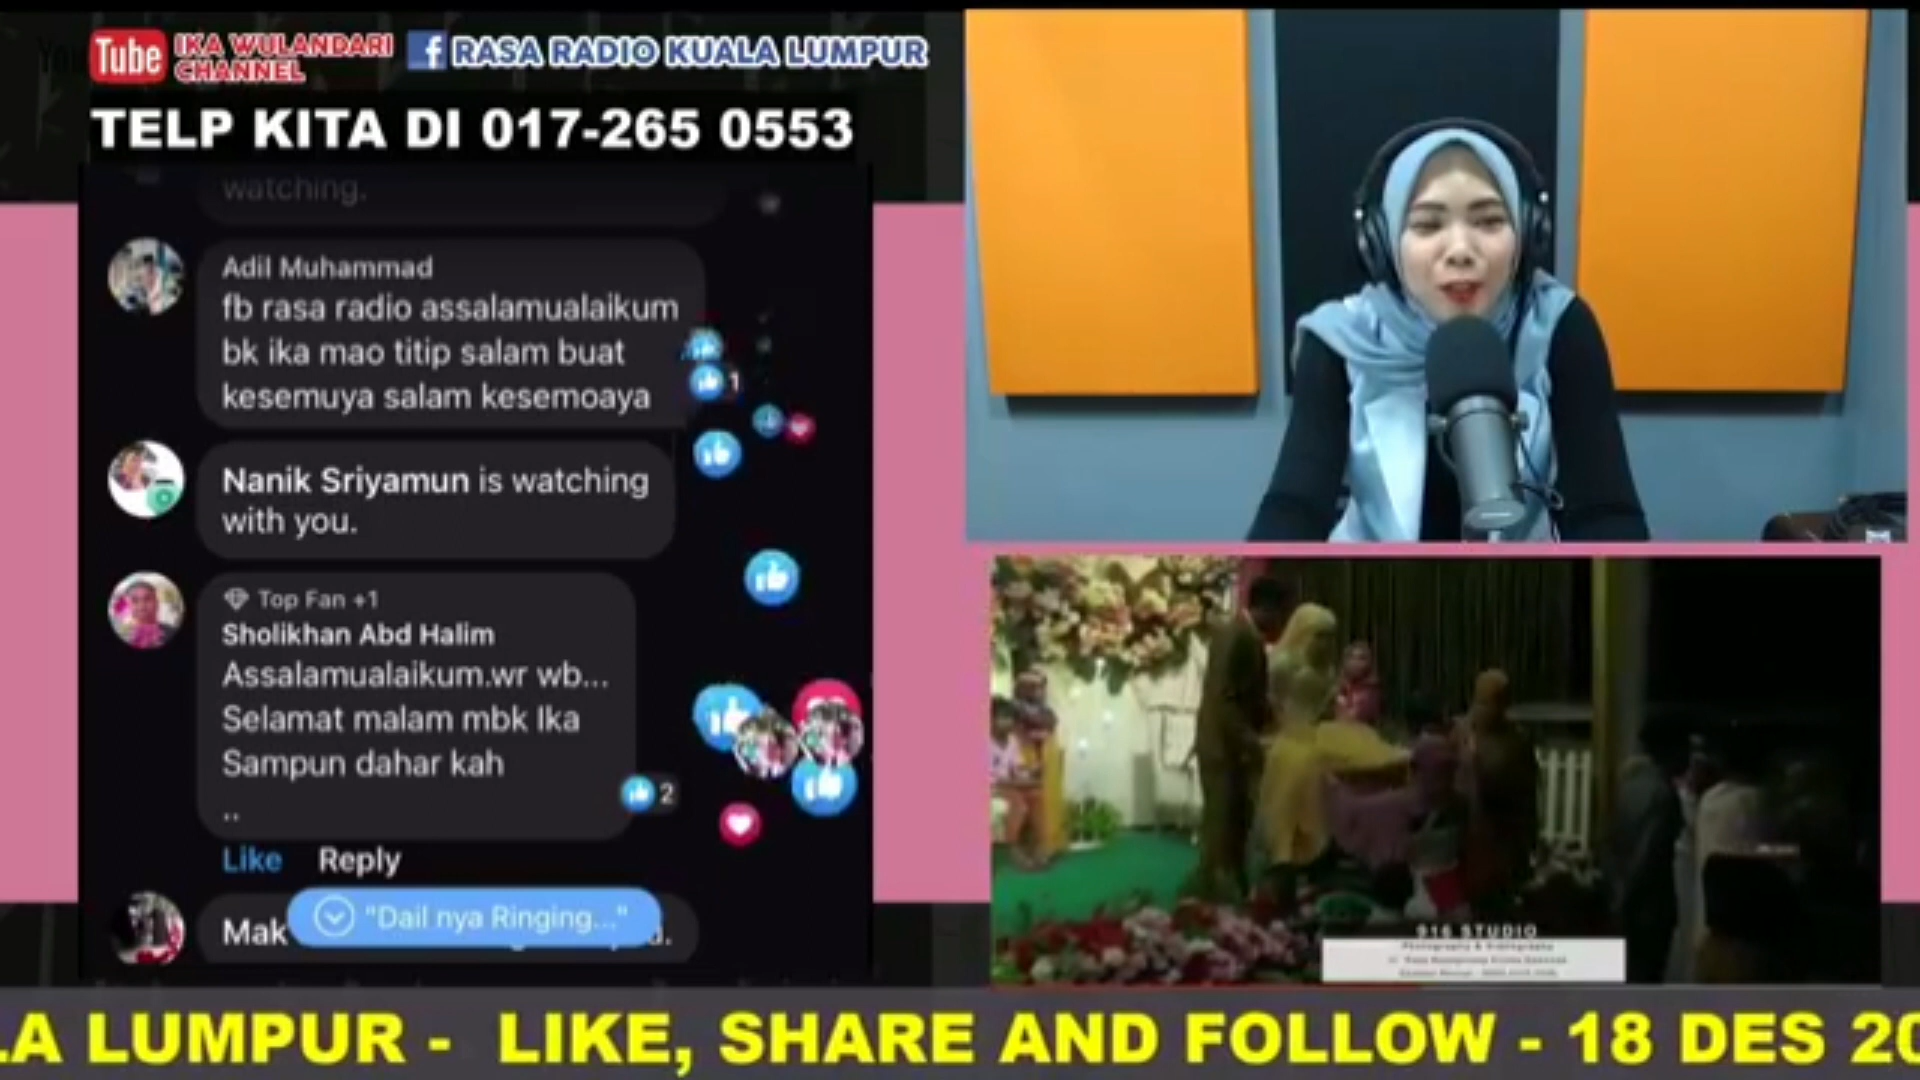 You Tube IKA WULANDARI
CHANNEL
f RASA RADIO KUALA LUMPUR
TELP KITA DI 017-265 0553
watching.
Adil Muhammad
fb rasa radio assalamualaikum
bk ika mao titip salam buat
kesemuya salam kesemoaya
1
Nanik Sriyamun is watching
with you.
Top Fan +1
Sholikhan Abd Halim
Assalamualaikum.wr wb...
Selamat malam mbk Ika
Sampun dahar kah
..
2
Like Reply
Mak
"Dail nya Ringing..."
916 STUDIO
Photography & Videography
LA LUMPUR - LIKE, SHARE AND FOLLOW - 18 DES 20